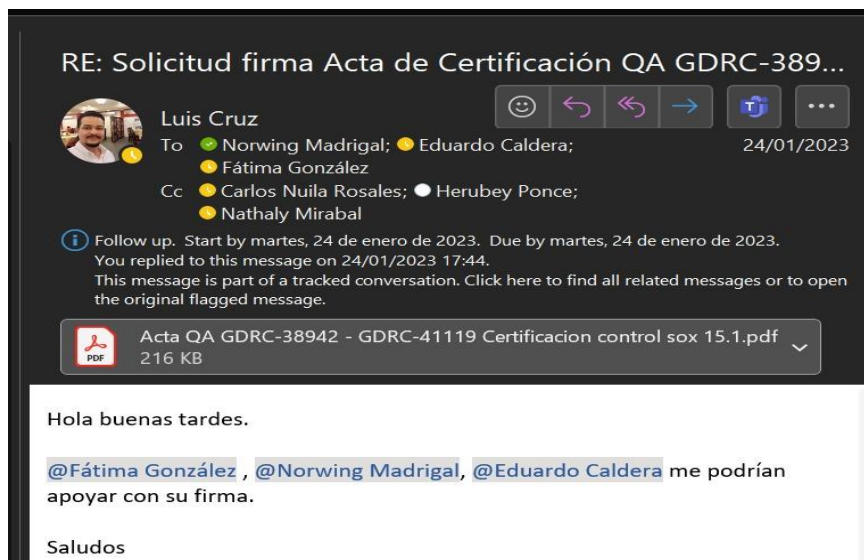 RE: Solicitud firma Acta de Certificación QA GDRC-389...
Luis Cruz
To Norwing Madrigal; Eduardo Caldera;
24/01/2023
Fátima González
Cc Carlos Nuila Rosales; Herubey Ponce;
Nathaly Mirabal
Follow up. Start by martes, 24 de enero de 2023. Due by martes, 24 de enero de 2023.
You replied to this message on 24/01/2023 17:44.
This message is part of a tracked conversation. Click here to find all related messages or to open
the original flagged message.
PDF
Acta QA GDRC-38942 - GDRC-41119 Certificacion control sox 15.1.pdf
216 KB
Hola buenas tardes.
@Fátima González , @Norwing Madrigal, @Eduardo Caldera me podrían
apoyar con su firma.
Saludos